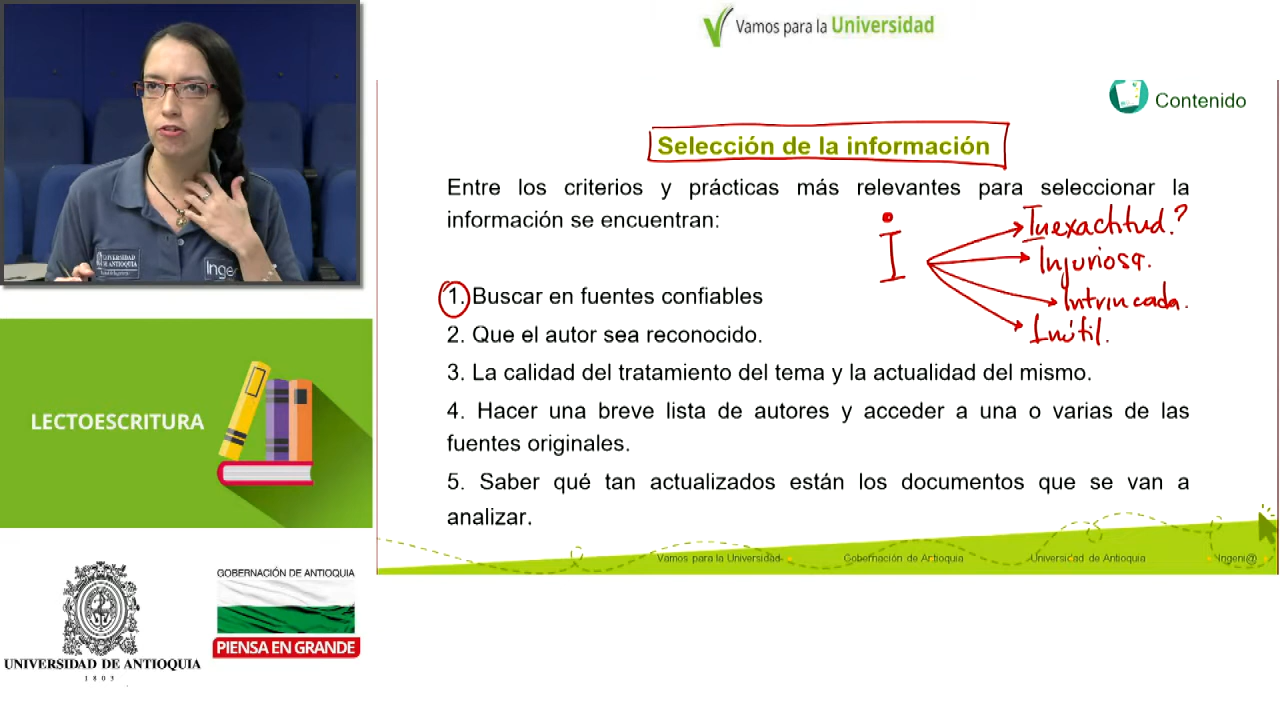 Vamos para la Universidad
Contenido
Selección de la información
Entre los criterios y prácticas más relevantes para seleccionar la
información se encuentran:
I
Inexactitud.?
Injuriosa.
Intrincada.
Inútil.
1. Buscar en fuentes confiables
2. Que el autor sea reconocido.
3. La calidad del tratamiento del tema y la actualidad del mismo.
4. Hacer una breve lista de autores y acceder a una o varias de las
fuentes originales.
5. Saber qué tan actualizados están los documentos que se van a
analizar.
Vamos para la Universidad Gobernación de Antioquia Universidad de Antioquia Ingeni@
UNIVERSIDAD
DE ANTIOQUIA
Inge
LECTOESCRITURA
UNIVERSIDAD DE ANTIOQUIA
1803
GOBERNACIÓN DE ANTIOQUIA
PIENSA EN GRANDE